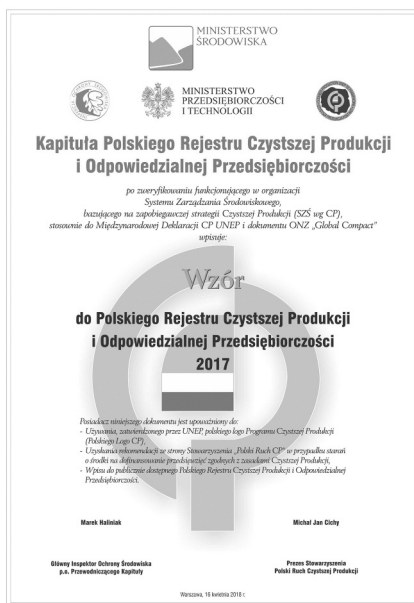 MINISTERSTWO
ŚRODOWISKA
MINISTERSTWO
PRZEDSIĘBIORCZOŚCI
I TECHNOLOGII
Kapituła Polskiego Rejestru Czystszej Produkcji
i Odpowiedzialnej Przedsiębiorczości
po zweryfikowaniu funkcjonującego w organizacji
Systemu Zarządzania Środowiskowego,
bazującego na zapobiegawczej strategii Czystszej Produkcji (SZŚ wg CP),
stosownie do Międzynarodowej Deklaracji CP UNEP i dokumentu ONZ „Global Compact”
wpisuje:
Wzór
do Polskiego Rejestru Czystszej Produkcji
i Odpowiedzialnej Przedsiębiorczości
2017
Posiadacz niniejszego dokumentu jest upoważniony do:
- Używania, zatwierdzonego przez UNEP, polskiego logo Programu Czystszej Produkcji
(Polskiego Logo CP),
- Uzyskania rekomendacji ze strony Stowarzyszenia „Polski Ruch CP” w przypadku starań
o środki na dofinansowanie przedsięwzięć zgodnych z zasadami Czystszej Produkcji,
- Wpisu do publicznie dostępnego Polskiego Rejestru Czystszej Produkcji i Odpowiedzialnej
Przedsiębiorczości.
Marek Haliniak
Michał Jan Cichy
Główny Inspektor Ochrony Środowiska
p.o. Przewodniczącego Kapituły
Prezes Stowarzyszenia
Polski Ruch Czystszej Produkcji
Warszawa, 16 kwietnia 2018 r.